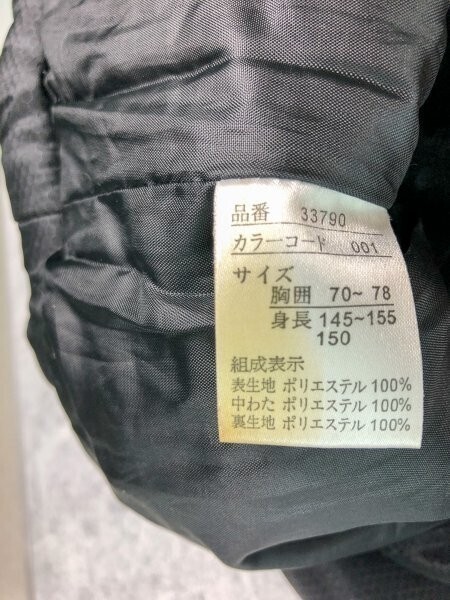 品番 33790
カラーコード 001
サイズ
胸囲 70~ 78
身長 145~155
150
組成表示
表生地 ポリエステル 100%
中わた ポリエステル 100%
裏生地 ポリエステル 100%